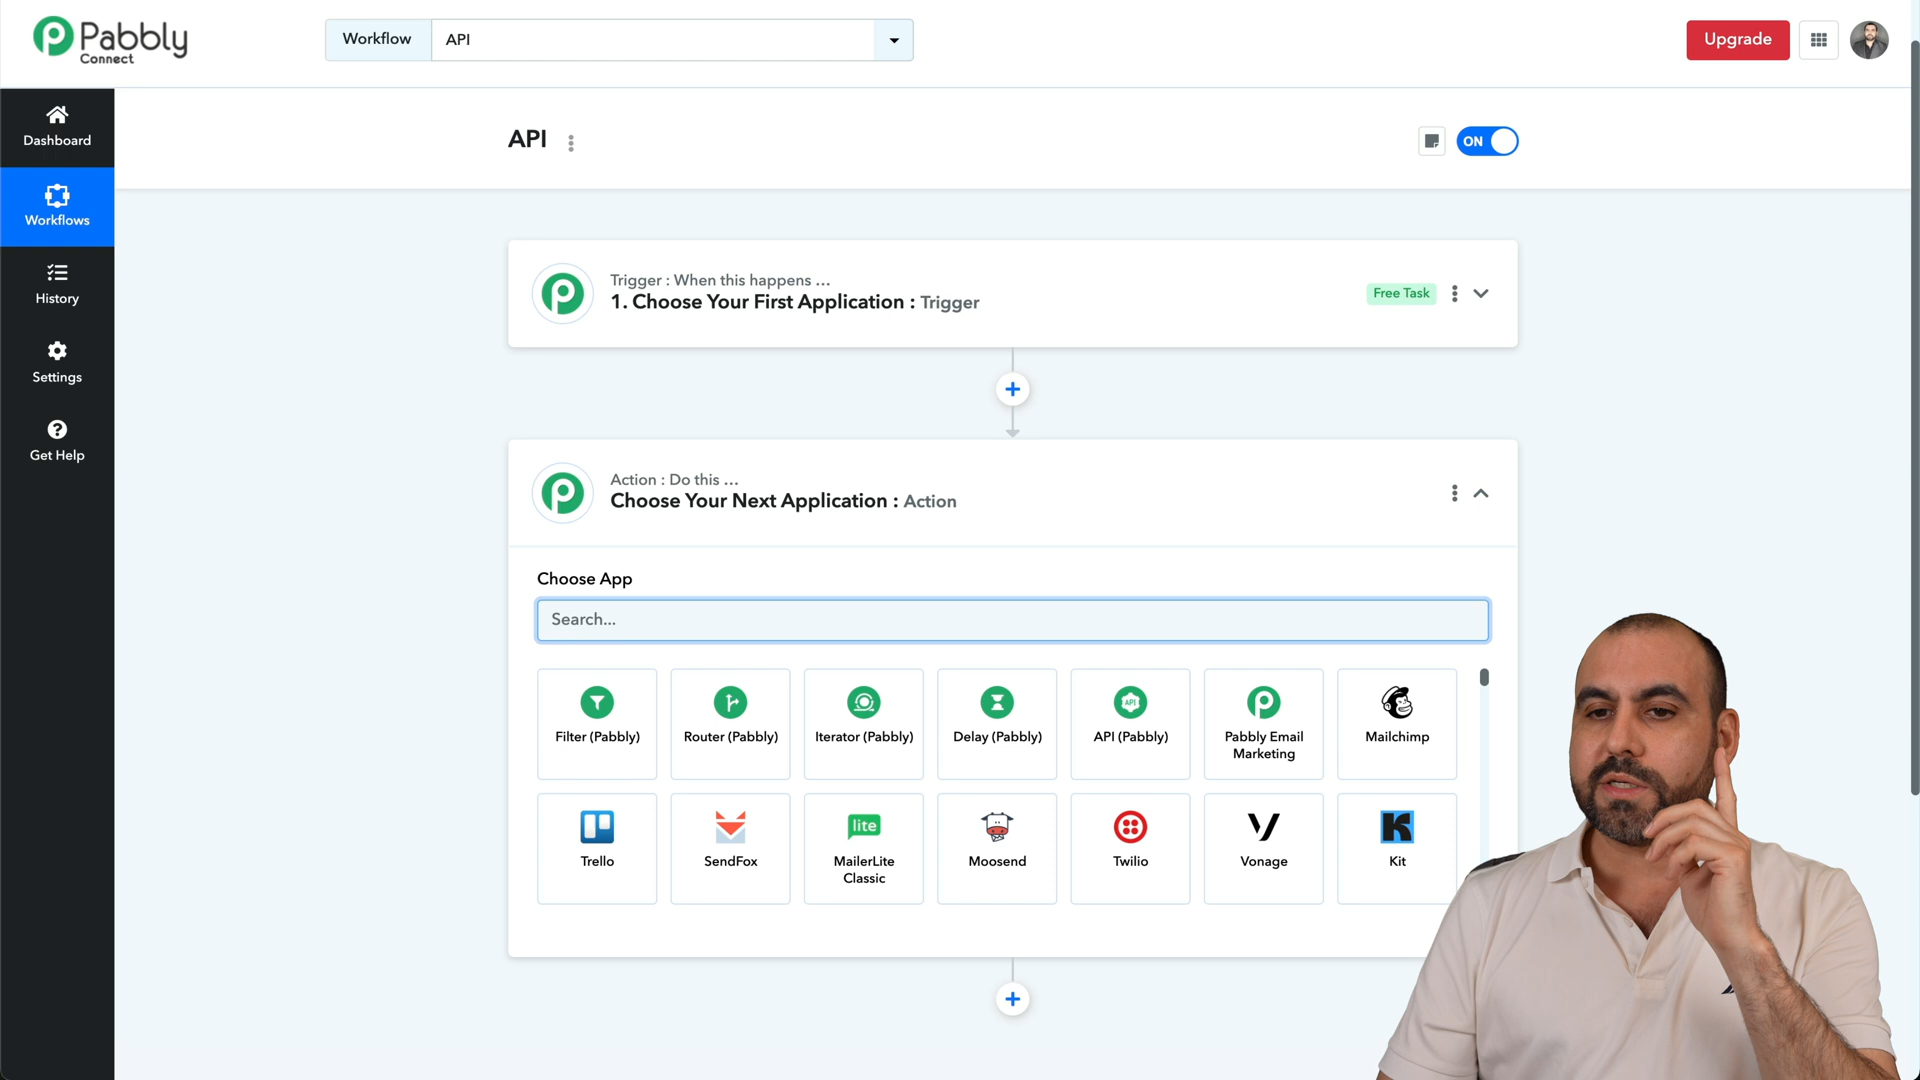 Pabbly
Connect
Workflow
API
Upgrade
Dashboard
Workflows
History
Settings
Get Help
API
ON
Trigger : When this happens ...
1. Choose Your First Application : Trigger
Free Task
Action : Do this ...
Choose Your Next Application : Action
Choose App
Search...
Filter (Pabbly)
Router (Pabbly)
Iterator (Pabbly)
Delay (Pabbly)
API
API (Pabbly)
Pabbly Email
Marketing
Mailchimp
Trello
SendFox
lite
MailerLite
Classic
Moosend
Twilio
Vonage
Kit